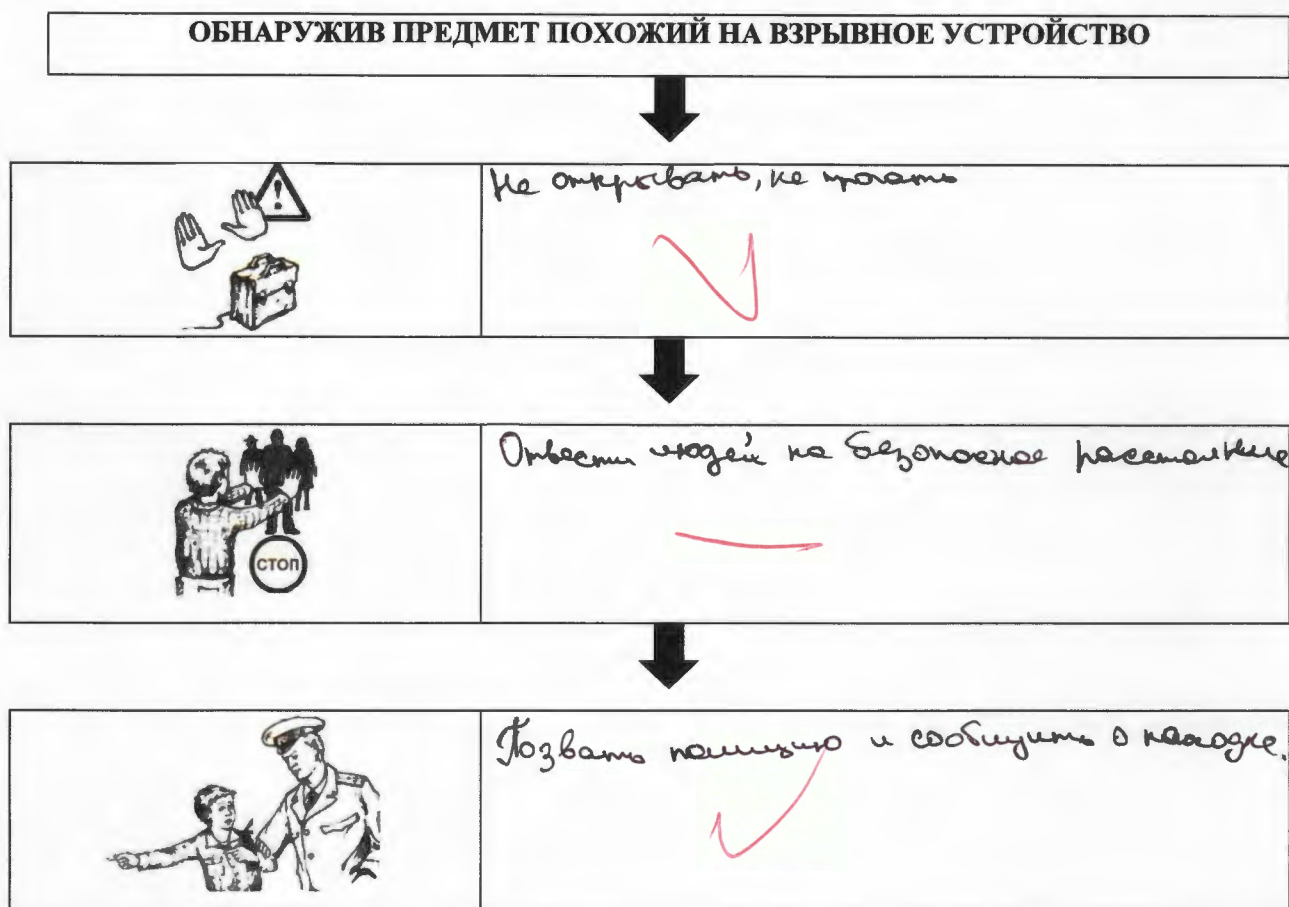 ОБНАРУЖИВ ПРЕДМЕТ ПОХОЖИЙ НА ВЗРЫВНОЕ УСТРОЙСТВО
Не открывать, не трогать
Отвести людей на безопасное расстояние
СТОП
Позвать полицию и сообщить о находке.